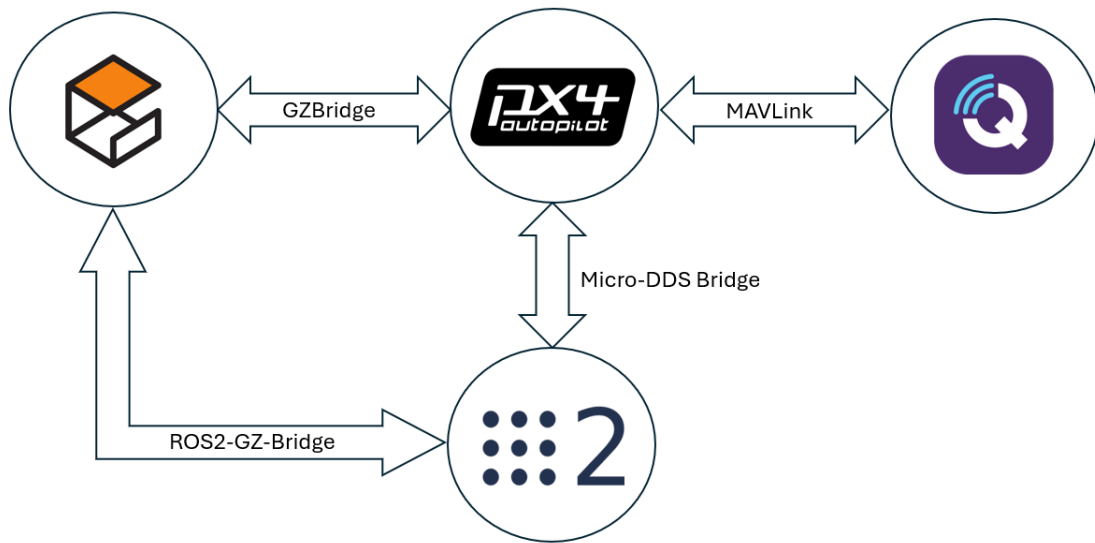 GZBridge
px4
autopilot
MAVLink
Q
Micro-DDS Bridge
ROS2-GZ-Bridge
2